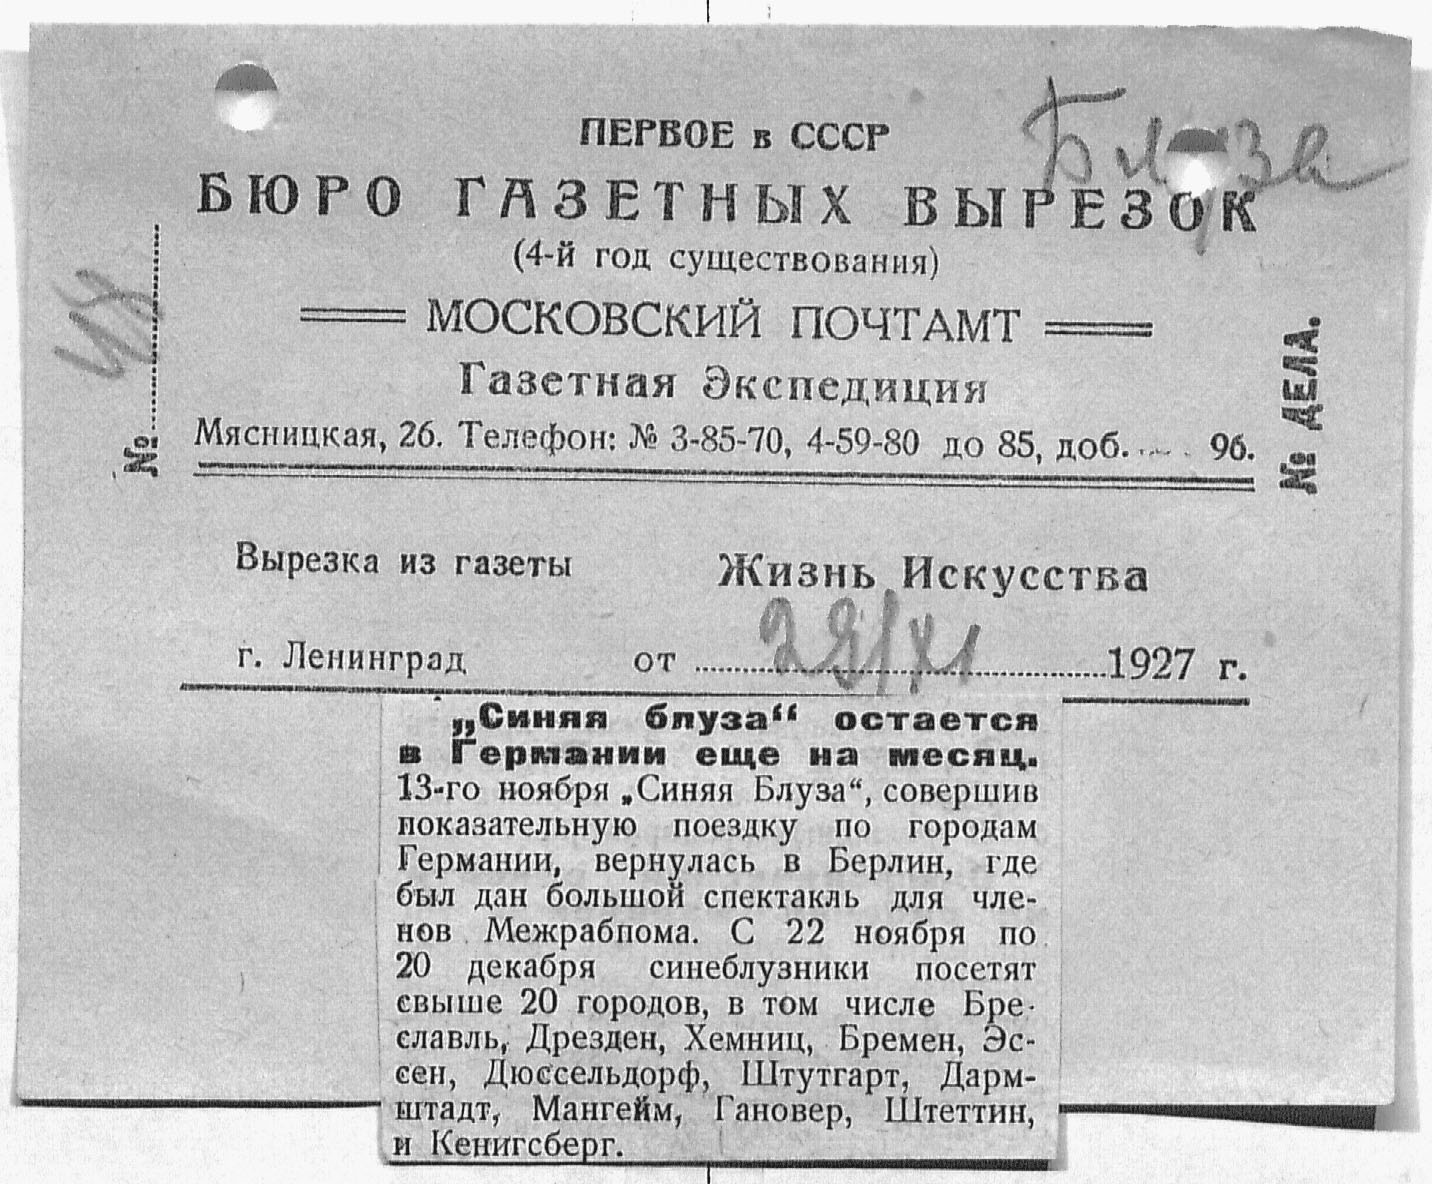 Блуза
ПЕРВОЕ в СССР
БЮРО ГАЗЕТНЫХ ВЫРЕЗОК
(4-й год существования)
МОСКОВСКИЙ ПОЧТАМТ
Газетная Экспедиция
Мясницкая, 26. Телефон: № 3-85-70, 4-59-80 до 85, доб. 96.
№
№ ДЕЛА.
Вырезка из газеты Жизнь Искусства
г. Ленинград от 29/XI 1927 г.
„Синяя блуза“ остается
в Германии еще на месяц.
13-го ноября „Синяя Блуза“, совершив
показательную поездку по городам
Германии, вернулась в Берлин, где
был дан большой спектакль для чле-
нов Межрабпома. С 22 ноября по
20 декабря синеблузники посетят
свыше 20 городов, в том числе Бре-
славль, Дрезден, Хемниц, Бремен, Эс-
сен, Дюссельдорф, Штутгарт, Дарм-
штадт, Мангейм, Гановер, Штеттин,
и Кенигсберг.